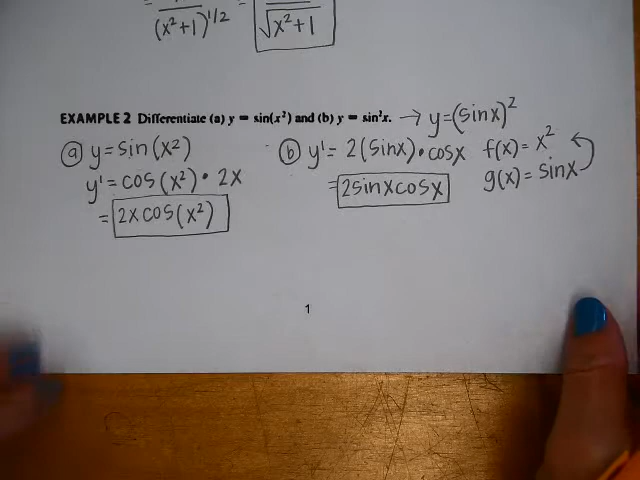 = 1/(x²+1)^1/2 = √x²+1
EXAMPLE 2 Differentiate (a) y = sin(x²) and (b) y = sin²x. → y=(sinx)²
ⓐ y=sin(x²)
y'=cos(x²)•2x
= 2xcos(x²)
ⓑ y'= 2(sinx)•cosx
= 2sinxcosx
f(x)= x²
g(x)= sinx
1